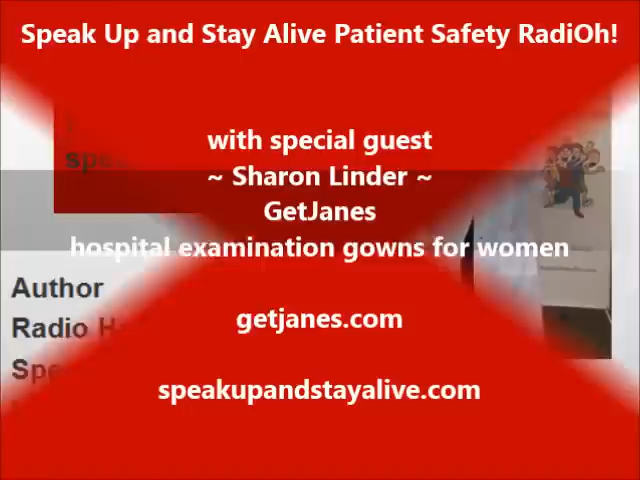 Speak Up and Stay Alive Patient Safety RadiOh!
with special guest
~ Sharon Linder ~
GetJanes
hospital examination gowns for women
getjanes.com
speakupandstayalive.com
Author
Radio